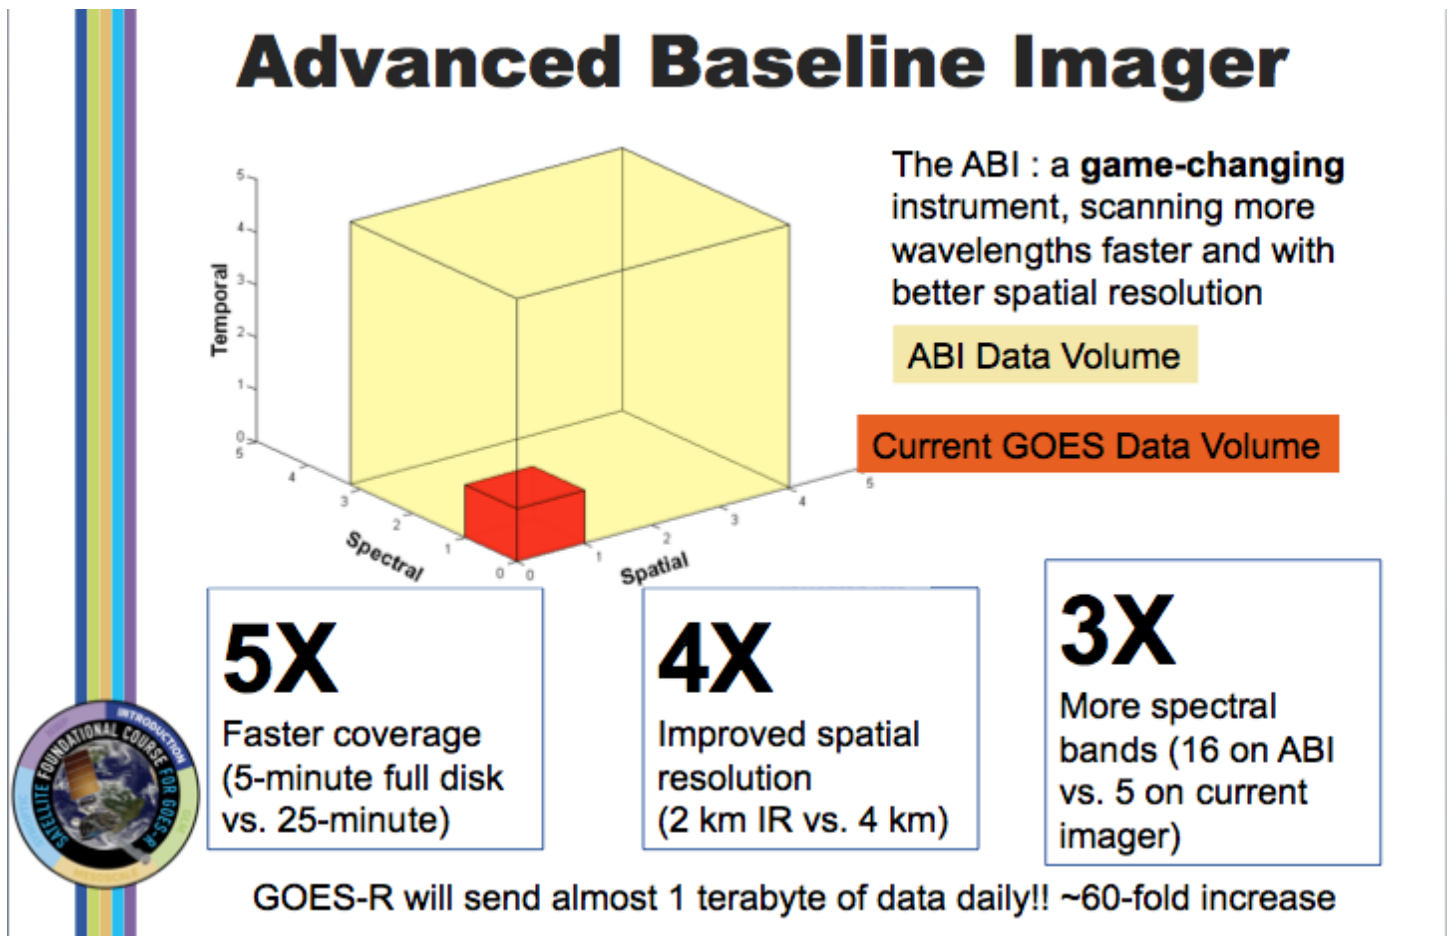 Advanced Baseline Imager
The ABI : a game-changing
instrument, scanning more
wavelengths faster and with
better spatial resolution
ABI Data Volume
Current GOES Data Volume
Temporal
5
4
3
2
1
0
Spectral
5
4
3
2
1
0
Spatial
0
1
2
3
4
5
5X
Faster coverage
(5-minute full disk
vs. 25-minute)
4X
Improved spatial
resolution
(2 km IR vs. 4 km)
3X
More spectral
bands (16 on ABI
vs. 5 on current
imager)
INTRODUCTION
SATELLITE FOUNDATIONAL COURSE FOR GOES-R
MESOSCALE
GOES-R will send almost 1 terabyte of data daily!! ~60-fold increase